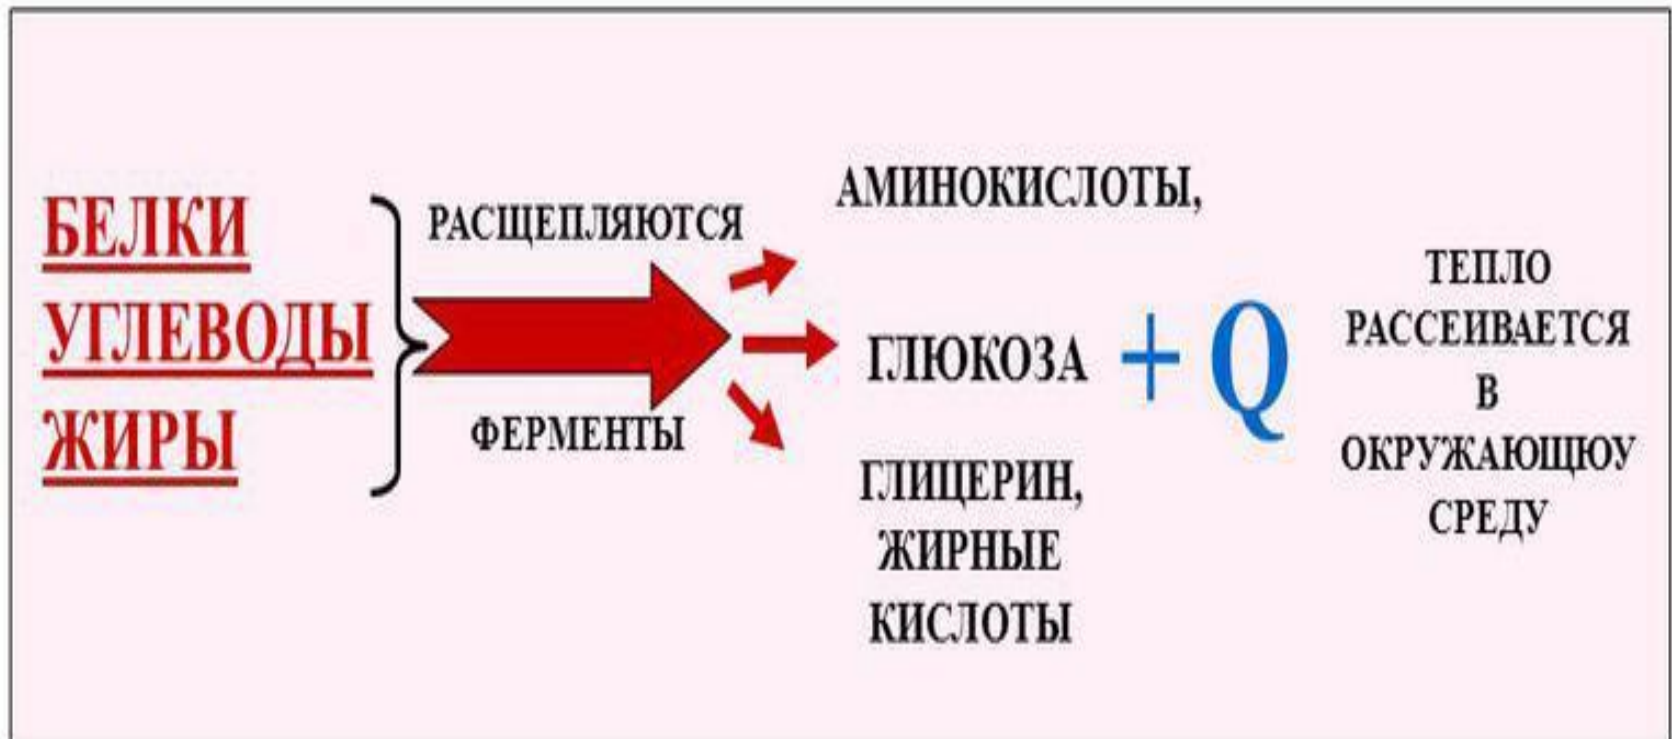 БЕЛКИ
УГЛЕВОДЫ
ЖИРЫ
РАСЩЕПЛЯЮТСЯ
ФЕРМЕНТЫ
АМИНОКИСЛОТЫ,
ГЛЮКОЗА
ГЛИЦЕРИН,
ЖИРНЫЕ
КИСЛОТЫ
+ Q
ТЕПЛО
РАССЕИВАЕТСЯ
В
ОКРУЖАЮЩЮУ
СРЕДУ